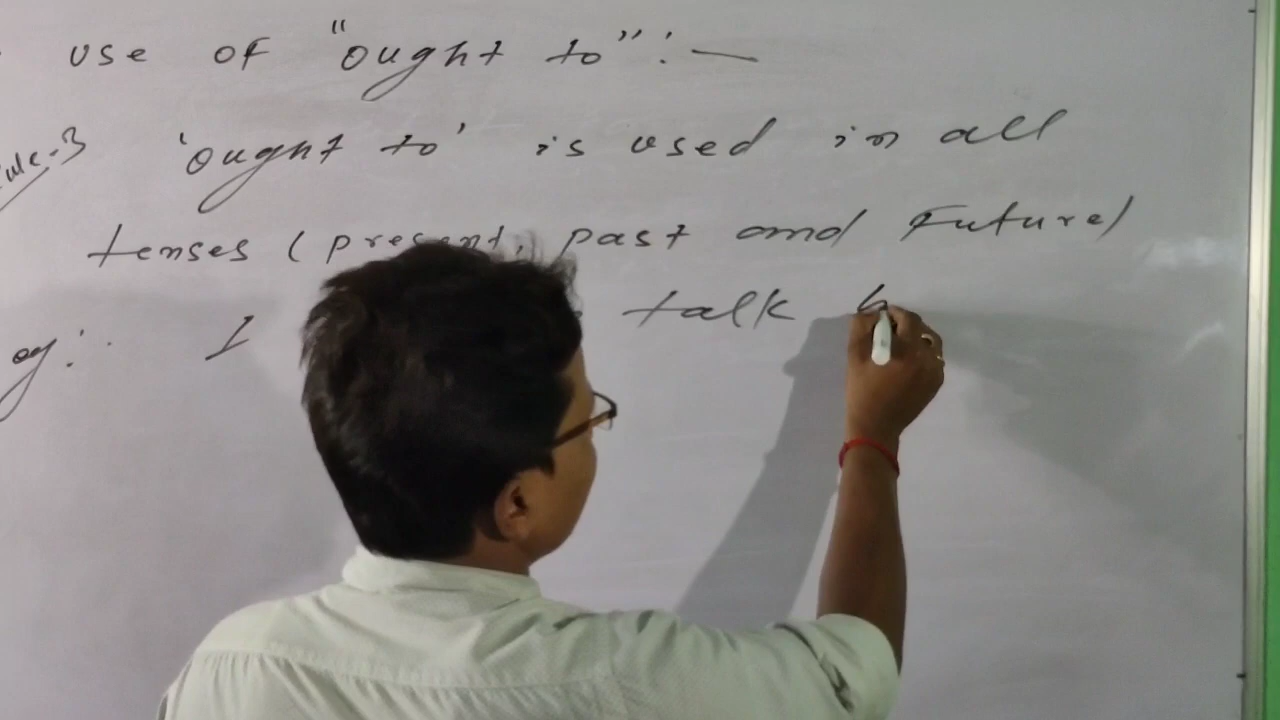 use of "ought to" :—
Rule-3 'ought to' is used in all
tenses (present, past and Future)
eg: I talk